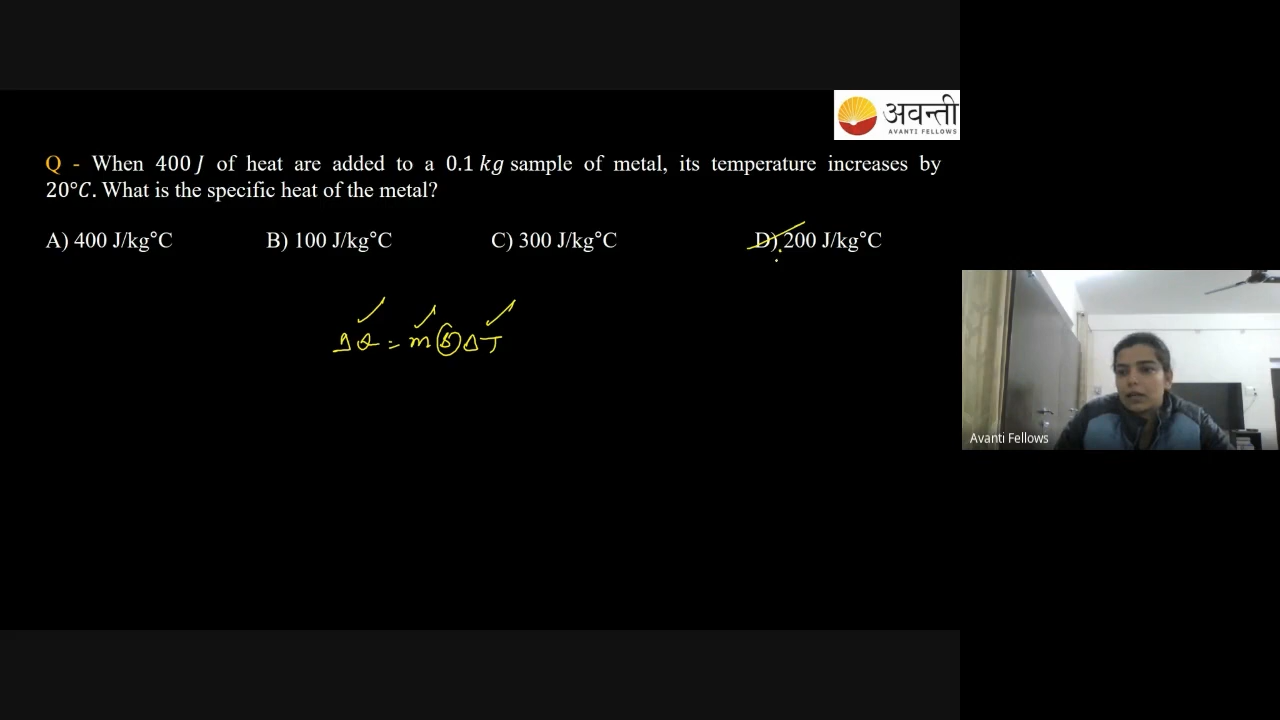 अवन्ती
AVANTI FELLOWS
Q - When 400 J of heat are added to a 0.1 kg sample of metal, its temperature increases by
20°C. What is the specific heat of the metal?
A) 400 J/kg°C B) 100 J/kg°C C) 300 J/kg°C D) 200 J/kg°C
ΔQ = m s ΔT
Avanti Fellows